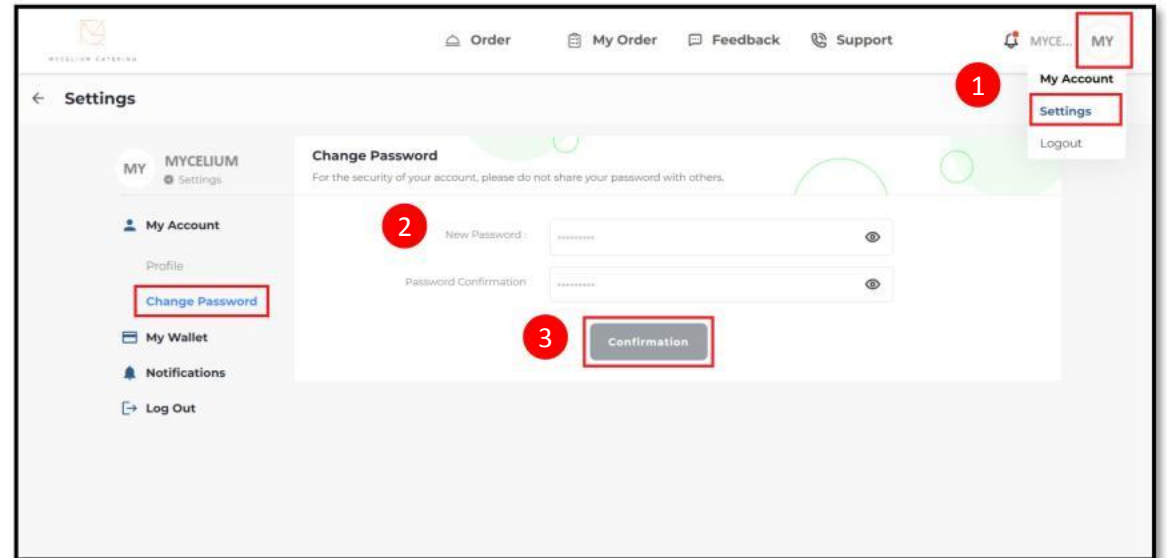 MYCELIUM CATERING
Order My Order Feedback Support MYCE... MY
1 My Account
Settings
Logout
Settings
MY MYCELIUM
Settings
Change Password
For the security of your account, please do not share your password with others.
My Account
Profile
Change Password
My Wallet
Notifications
Log Out
2 New Password :
Password Confirmation
3 Confirmation